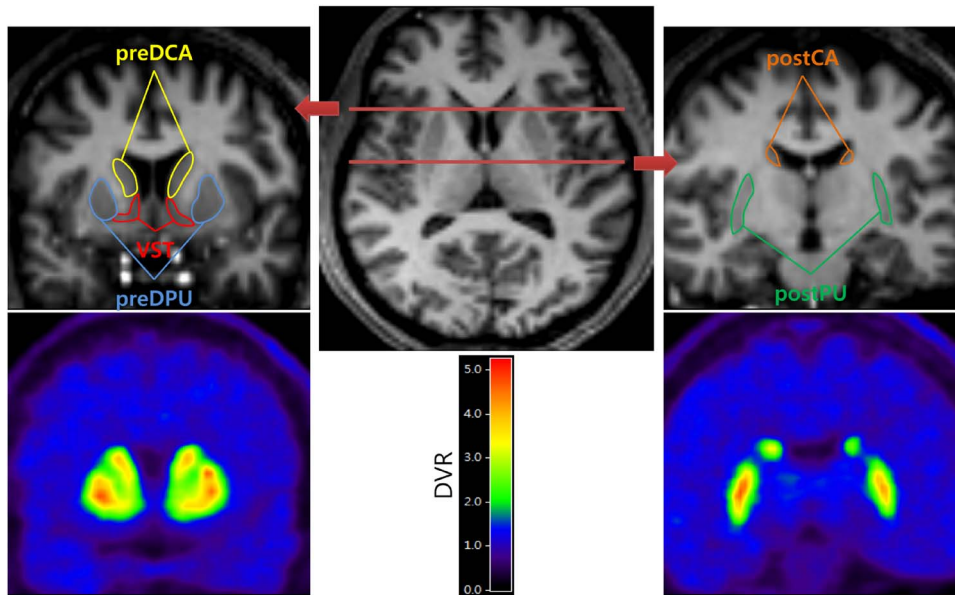 preDCA
VST
preDPU
postCA
postPU
DVR
5.0
4.0
3.0
2.0
1.0
0.0